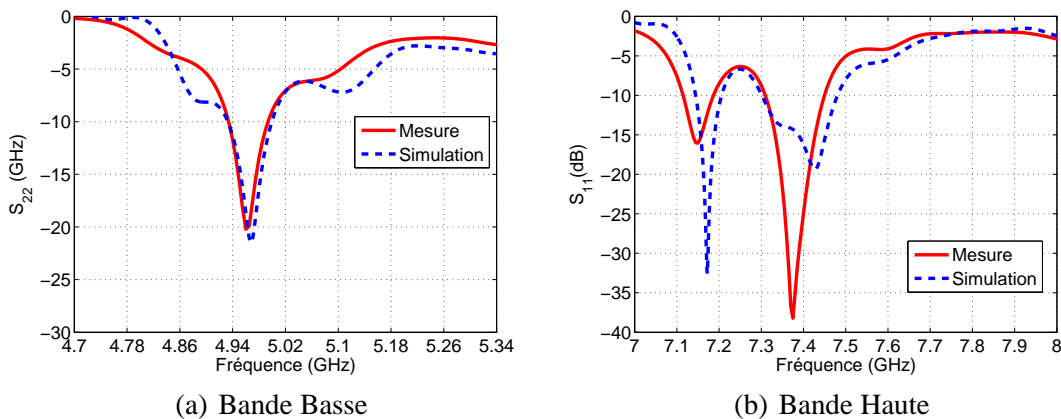 0
−5
−10
−15
−20
−25
−30
S22 (GHz)
4.7 4.78 4.86 4.94 5.02 5.1 5.18 5.26 5.34
Fréquence (GHz)
Mesure
Simulation
(a) Bande Basse
0
−5
−10
−15
−20
−25
−30
−35
−40
S11(dB)
7 7.1 7.2 7.3 7.4 7.5 7.6 7.7 7.8 7.9 8
Fréquence (GHz)
Mesure
Simulation
(b) Bande Haute